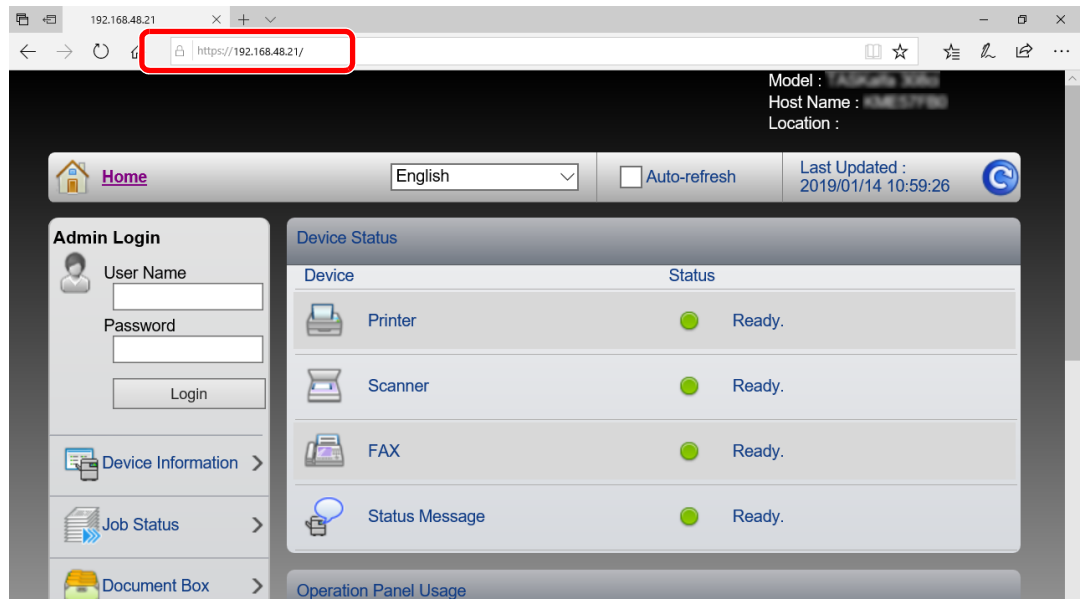 192.168.48.21
https://192.168.48.21/
Model :
Host Name :
Location :
Home
English
Auto-refresh
Last Updated :
2019/01/14 10:59:26
Admin Login
User Name
Password
Login
Device Information
Job Status
Document Box
Device Status
Device Status
Printer Ready.
Scanner Ready.
FAX Ready.
Status Message Ready.
Operation Panel Usage